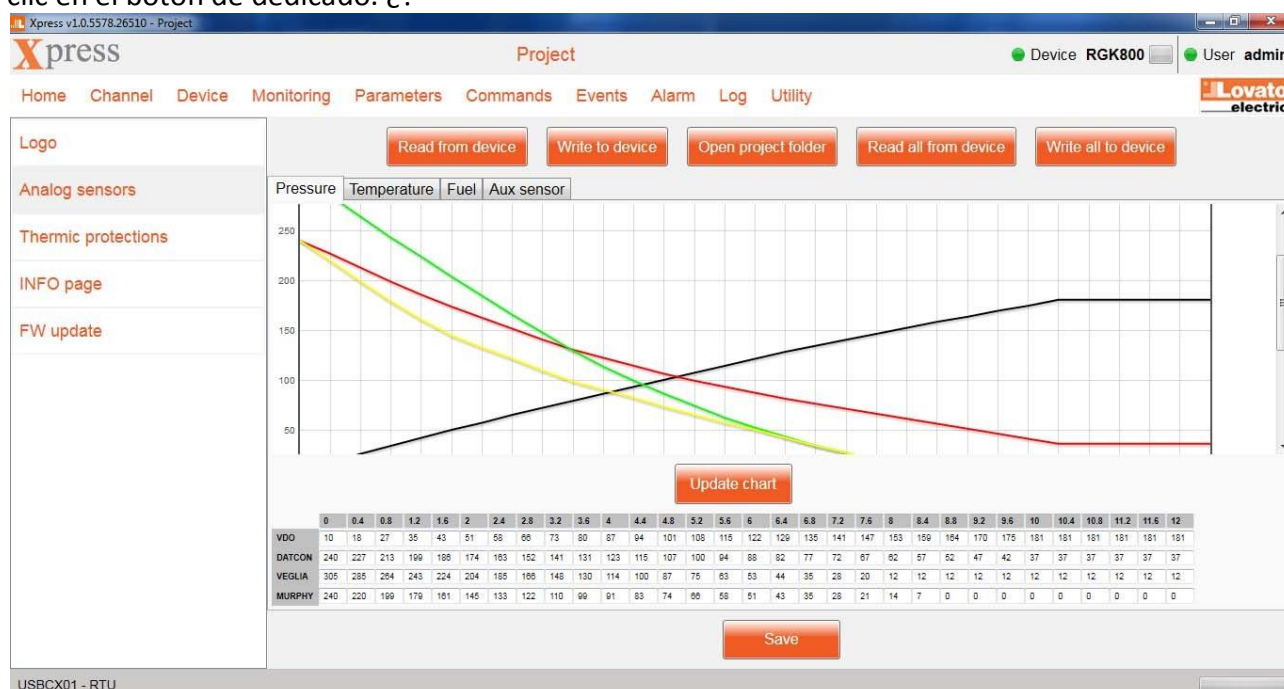 clic en el botón de dedicado. ¿.
Xpress v1.0.5578.26510 - Project
Xpress Project Device RGK800 User admin
Home Channel Device Monitoring Parameters Commands Events Alarm Log Utility Lovato
electric
Logo
Analog sensors
Thermic protections
INFO page
FW update
Read from device Write to device Open project folder Read all from device Write all to device
Pressure Temperature Fuel Aux sensor
250
200
150
100
50
Update chart
0 0.4 0.8 1.2 1.6 2 2.4 2.8 3.2 3.6 4 4.4 4.8 5.2 5.6 6 6.4 6.8 7.2 7.6 8 8.4 8.8 9.2 9.6 10 10.4 10.8 11.2 11.6 12
VDO 10 18 27 35 43 51 58 66 73 80 87 94 101 108 115 122 129 135 141 147 153 159 164 170 175 181 181 181 181 181 181
DATCON 240 227 213 199 186 174 163 152 141 131 123 115 107 100 94 88 82 77 72 67 62 57 52 47 42 37 37 37 37 37 37
VEGLIA 305 285 264 243 224 204 185 166 148 130 114 100 87 75 63 53 44 35 28 20 12 12 12 12 12 12 12 12 12 12 12
MURPHY 240 220 199 179 161 145 133 122 110 99 91 83 74 66 58 51 43 35 28 21 14 7 0 0 0 0 0 0 0 0 0
Save
USBCX01 - RTU